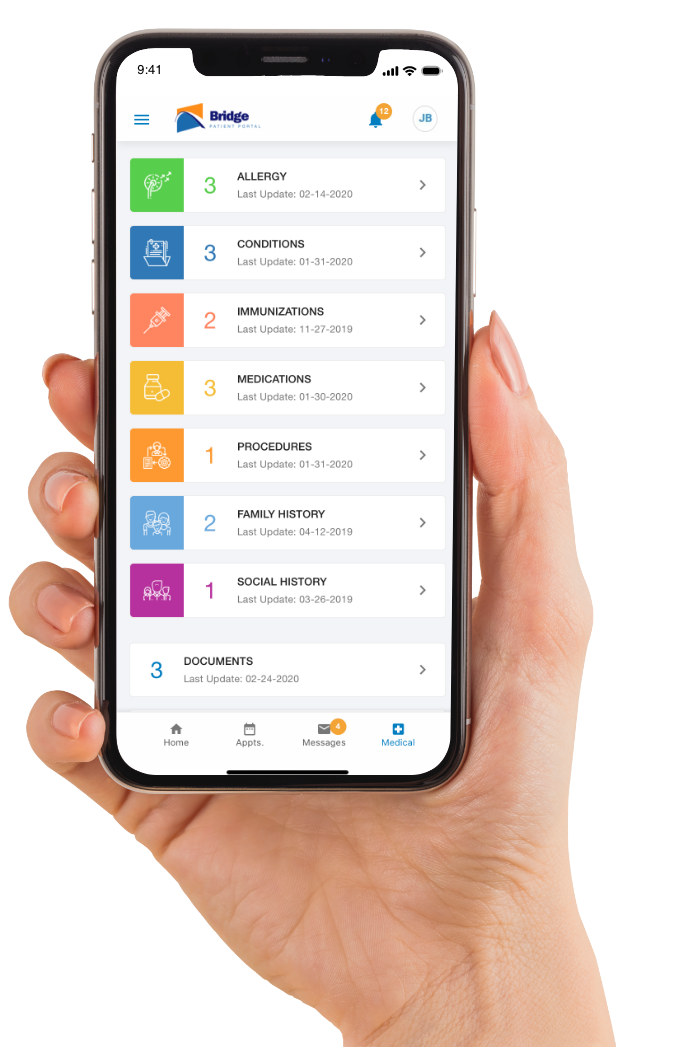 9:41
Bridge
PATIENT PORTAL
12
JB
3
ALLERGY
Last Update: 02-14-2020
3
CONDITIONS
Last Update: 01-31-2020
2
IMMUNIZATIONS
Last Update: 11-27-2019
3
MEDICATIONS
Last Update: 01-30-2020
1
PROCEDURES
Last Update: 01-31-2020
2
FAMILY HISTORY
Last Update: 04-12-2019
1
SOCIAL HISTORY
Last Update: 03-26-2019
3
DOCUMENTS
Last Update: 02-24-2020
4
Home
Appts.
Messages
Medical